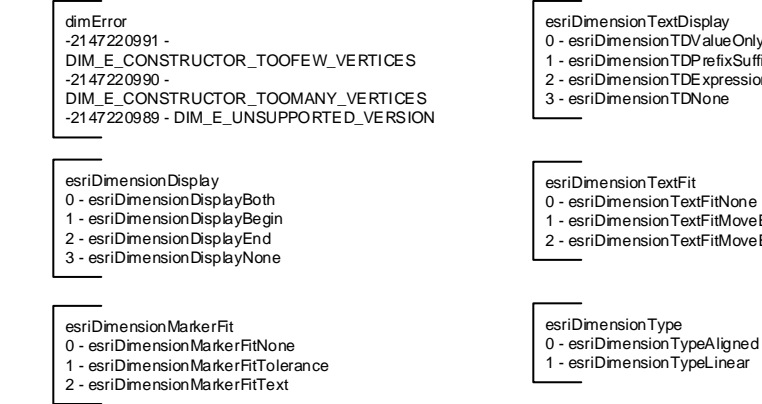 dimError
-2147220991 -
DIM_E_CONSTRUCTOR_TOOFEW_VERTICES
-2147220990 -
DIM_E_CONSTRUCTOR_TOOMANY_VERTICES
-2147220989 - DIM_E_UNSUPPORTED_VERSION
esriDimensionDisplay
0 - esriDimensionDisplayBoth
1 - esriDimensionDisplayBegin
2 - esriDimensionDisplayEnd
3 - esriDimensionDisplayNone
esriDimensionMarkerFit
0 - esriDimensionMarkerFitNone
1 - esriDimensionMarkerFitTolerance
2 - esriDimensionMarkerFitText
esriDimensionTextDisplay
0 - esriDimensionTDValueOnly
1 - esriDimensionTDPrefixSuffi
2 - esriDimensionTDExpression
3 - esriDimensionTDNone
esriDimensionTextFit
0 - esriDimensionTextFitNone
1 - esriDimensionTextFitMove
2 - esriDimensionTextFitMove
esriDimensionType
0 - esriDimensionTypeAligned
1 - esriDimensionTypeLinear